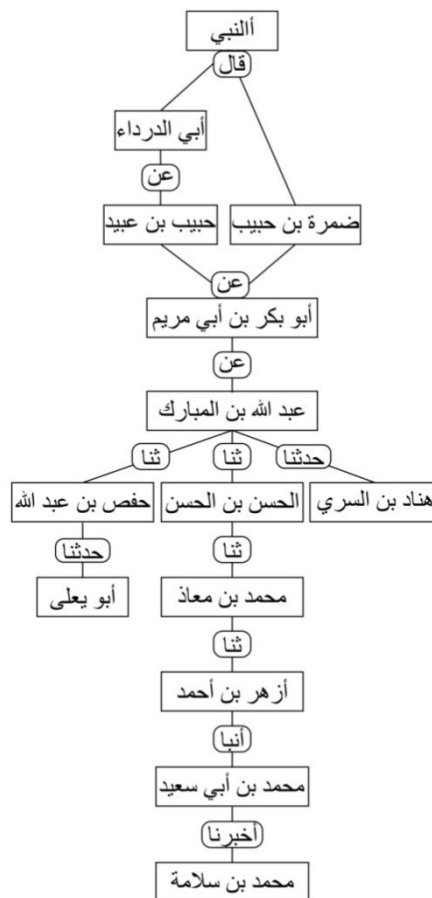 أالنبي
قال
أبي الدرداء
عن
ضمرة بن حبيب
حبيب بن عبيد
عن
أبو بكر بن أبي مريم
عن
عبد الله بن المبارك
حدثنا
ثنا
ثنا
هناد بن السري
الحسن بن الحسن
حفص بن عبد الله
ثنا
حدثنا
محمد بن معاذ
أبو يعلى
ثنا
أزهر بن أحمد
أنبا
محمد بن أبي سعيد
أخبرنا
محمد بن سلامة